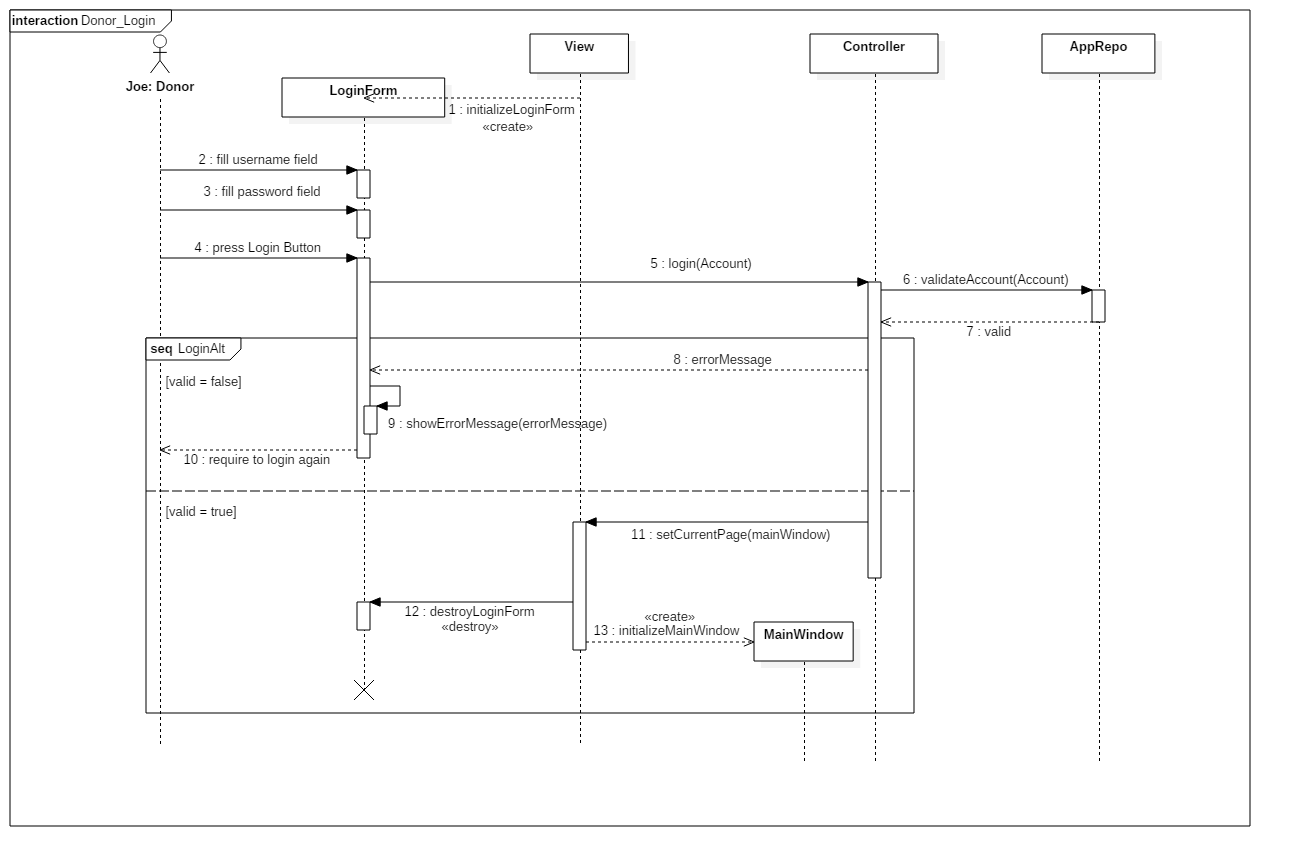 interaction Donor_Login
View
Controller
AppRepo
Joe: Donor
LoginForm
1 : initializeLoginForm
«create»
2 : fill username field
3 : fill password field
4 : press Login Button
5 : login(Account)
6 : validateAccount(Account)
7 : valid
seq LoginAlt
8 : errorMessage
[valid = false]
9 : showErrorMessage(errorMessage)
10 : require to login again
[valid = true]
11 : setCurrentPage(mainWindow)
12 : destroyLoginForm
«destroy»
«create»
13 : initializeMainWindow
MainWindow